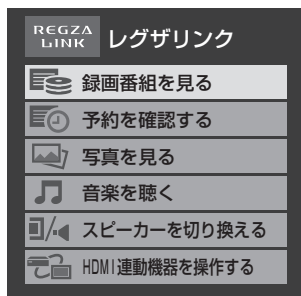 REGZA
LINK
レグザリンク
録画番組を見る
予約を確認する
写真を見る
音楽を聴く
スピーカーを切り換える
HDMI連動機器を操作する